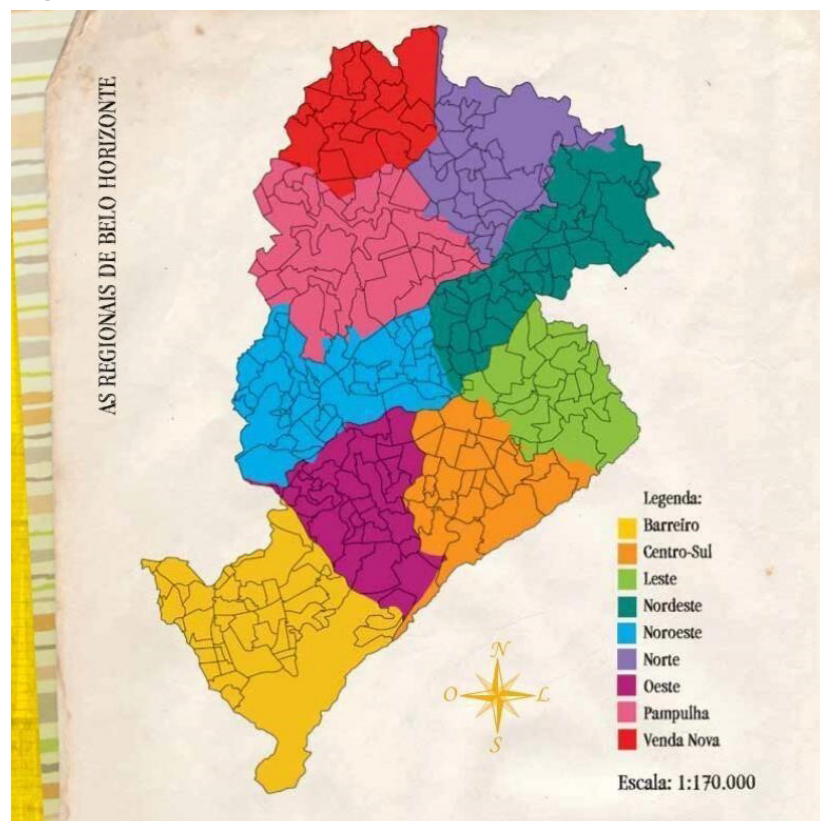 AS REGIONAIS DE BELO HORIZONTE
Legenda:
Barreiro
Centro-Sul
Leste
Nordeste
Noroeste
Norte
Oeste
Pampulha
Venda Nova
N
O
L
S
Escala: 1:170.000